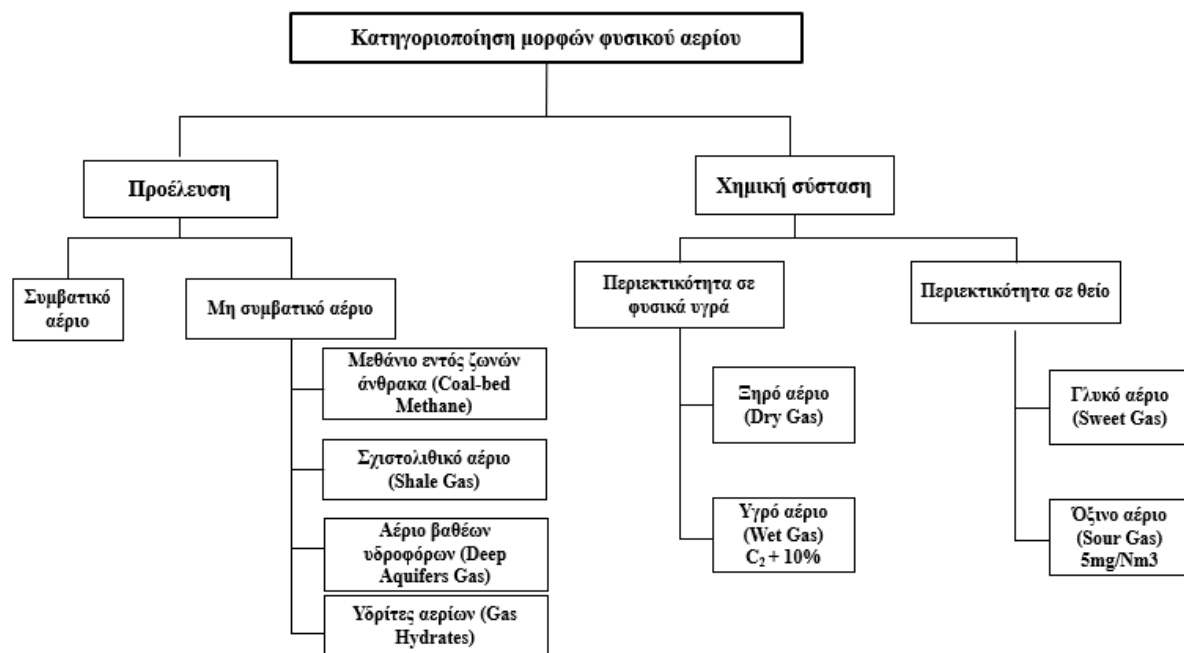 Κατηγοριοποίηση μορφών φυσικού αερίου
Προέλευση
Χημική σύσταση
Συμβατικό
αέριο
Μη συμβατικό αέριο
Περιεκτικότητα σε
φυσικά υγρά
Περιεκτικότητα σε θείο
Μεθάνιο εντός ζωνών
άνθρακα (Coal-bed
Methane)
Σχιστολιθικό αέριο
(Shale Gas)
Αέριο βαθέων
υδροφόρων (Deep
Aquifers Gas)
Υδρίτες αερίων (Gas
Hydrates)
Ξηρό αέριο
(Dry Gas)
Υγρό αέριο
(Wet Gas)
C₂ + 10%
Γλυκό αέριο
(Sweet Gas)
Όξινο αέριο
(Sour Gas)
5mg/Nm3